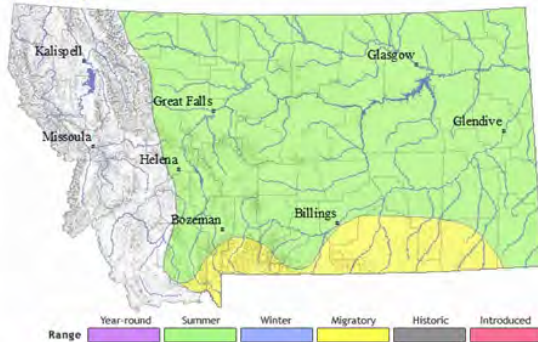 Kalispell
Glasgow
Great Falls
Glendive
Missoula
Helena
Bozeman
Billings
Year-round Summer Winter Migratory Historic Introduced
Range